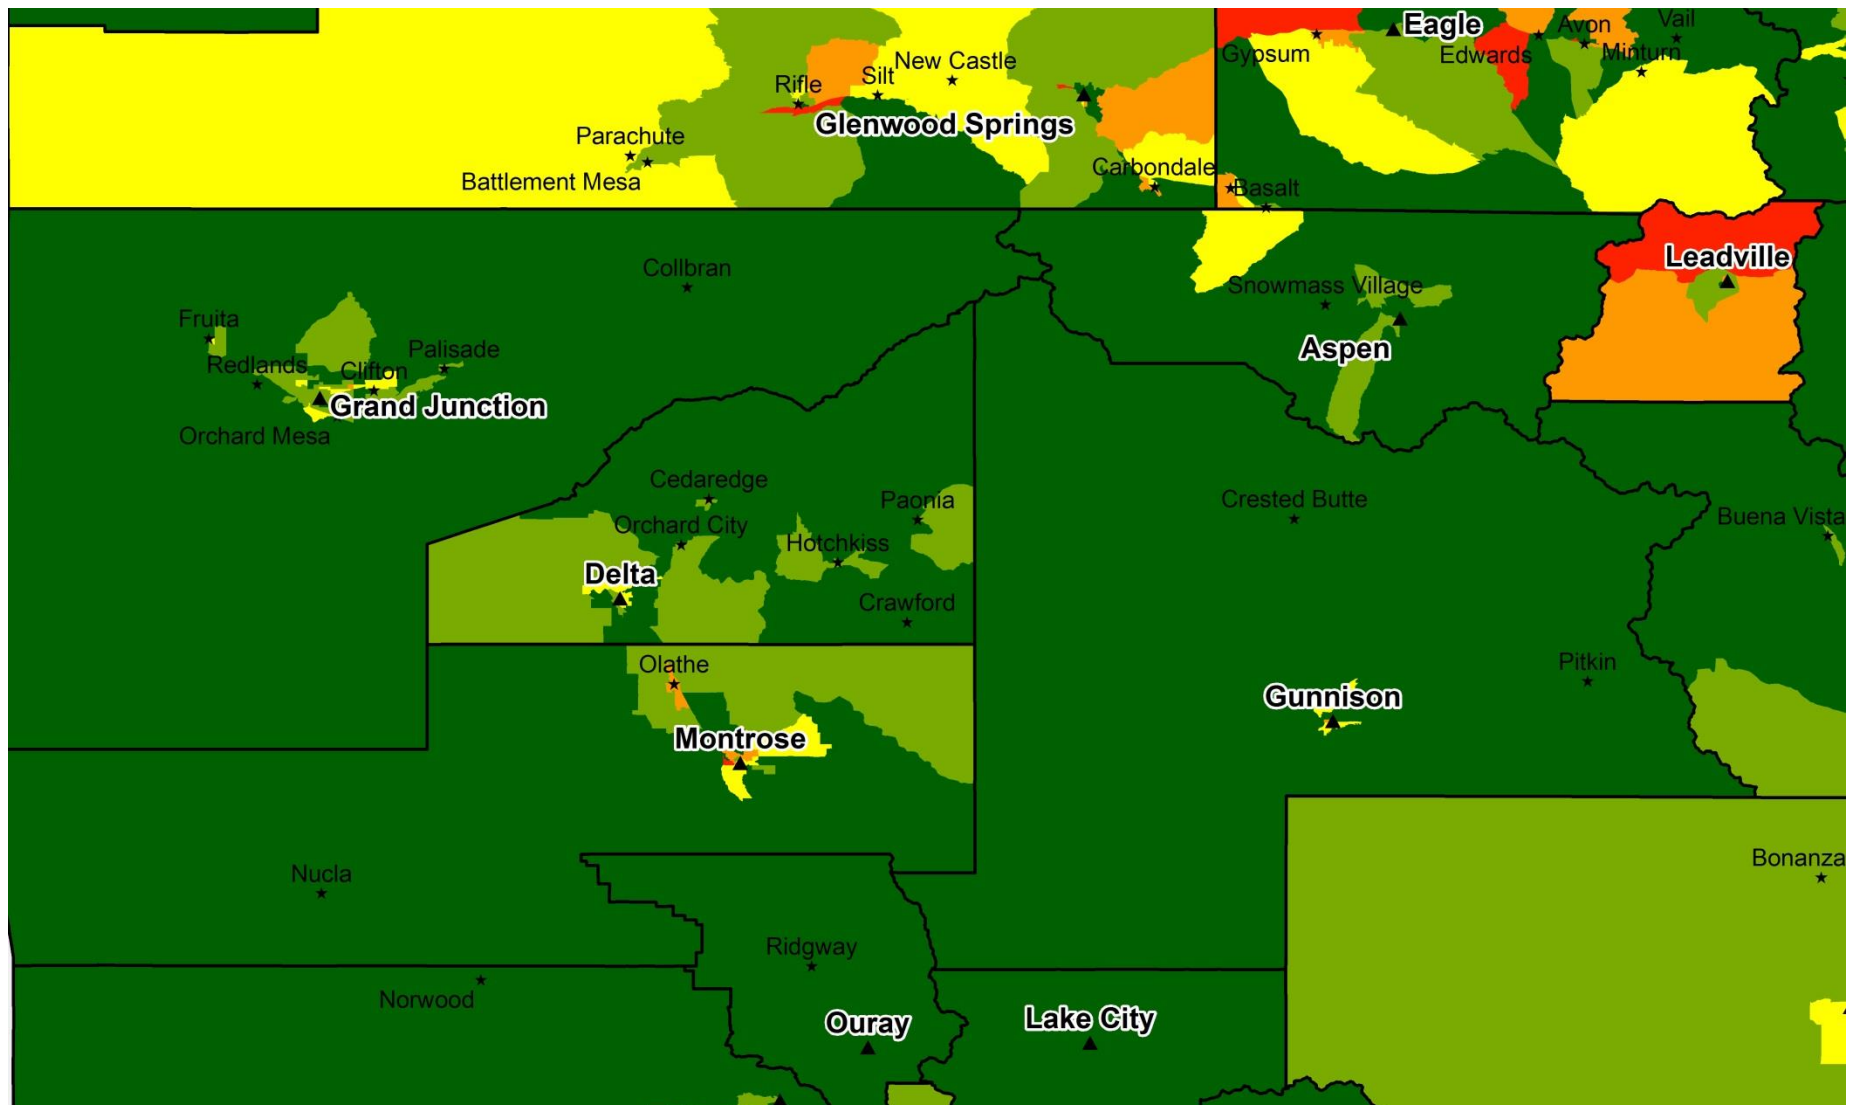 Eagle
Avon
Vail
Gypsum
Edwards
Minturn
New Castle
Silt
Rifle
Glenwood Springs
Parachute
Battlement Mesa
Carbondale
Basalt
Collbran
Leadville
Snowmass Village
Aspen
Fruita
Redlands
Clifton
Palisade
Grand Junction
Orchard Mesa
Cedaredge
Paonia
Orchard City
Hotchkiss
Delta
Crawford
Crested Butte
Buena Vista
Olathe
Pitkin
Gunnison
Montrose
Nucla
Bonanza
Ridgway
Norwood
Ouray
Lake City